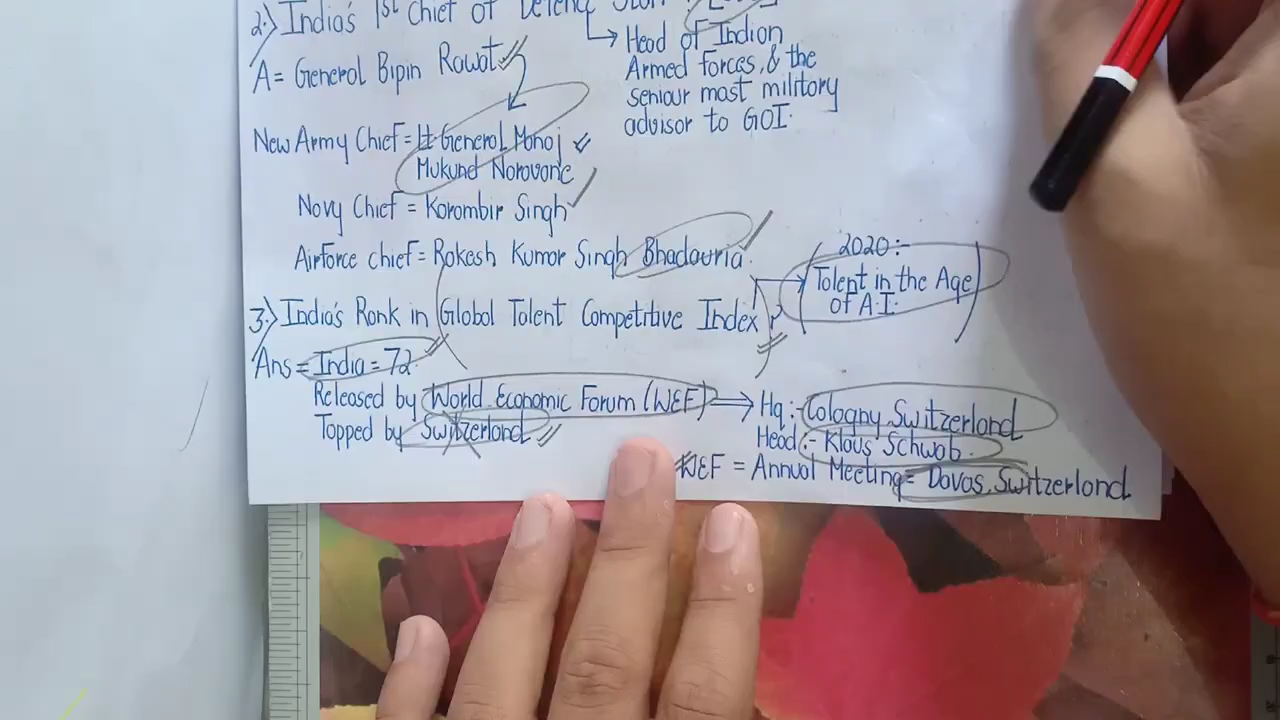 2.> India's 1st Chief of Defence Staff
↳ Head of Indian
Armed forces, & the
seniour most military
advisor to GOI.
A = General Bipin Rawat
New Army Chief = Lt General Manoj
Mukund Naravane
Navy Chief = Karambir Singh
Airforce chief = Rakesh Kumar Singh Bhadauria
3.> India's Rank in Global Talent Competitive Index ?
2020:-
Talent in the Age
of A.I.
Ans = India = 72
Released by World Economic Forum (WEF) ⇒ Hq:- Cologny, Switzerland
Topped by Switzerland
Head :- Klaus Schwab.
WEF = Annual Meeting = Davos, Switzerland